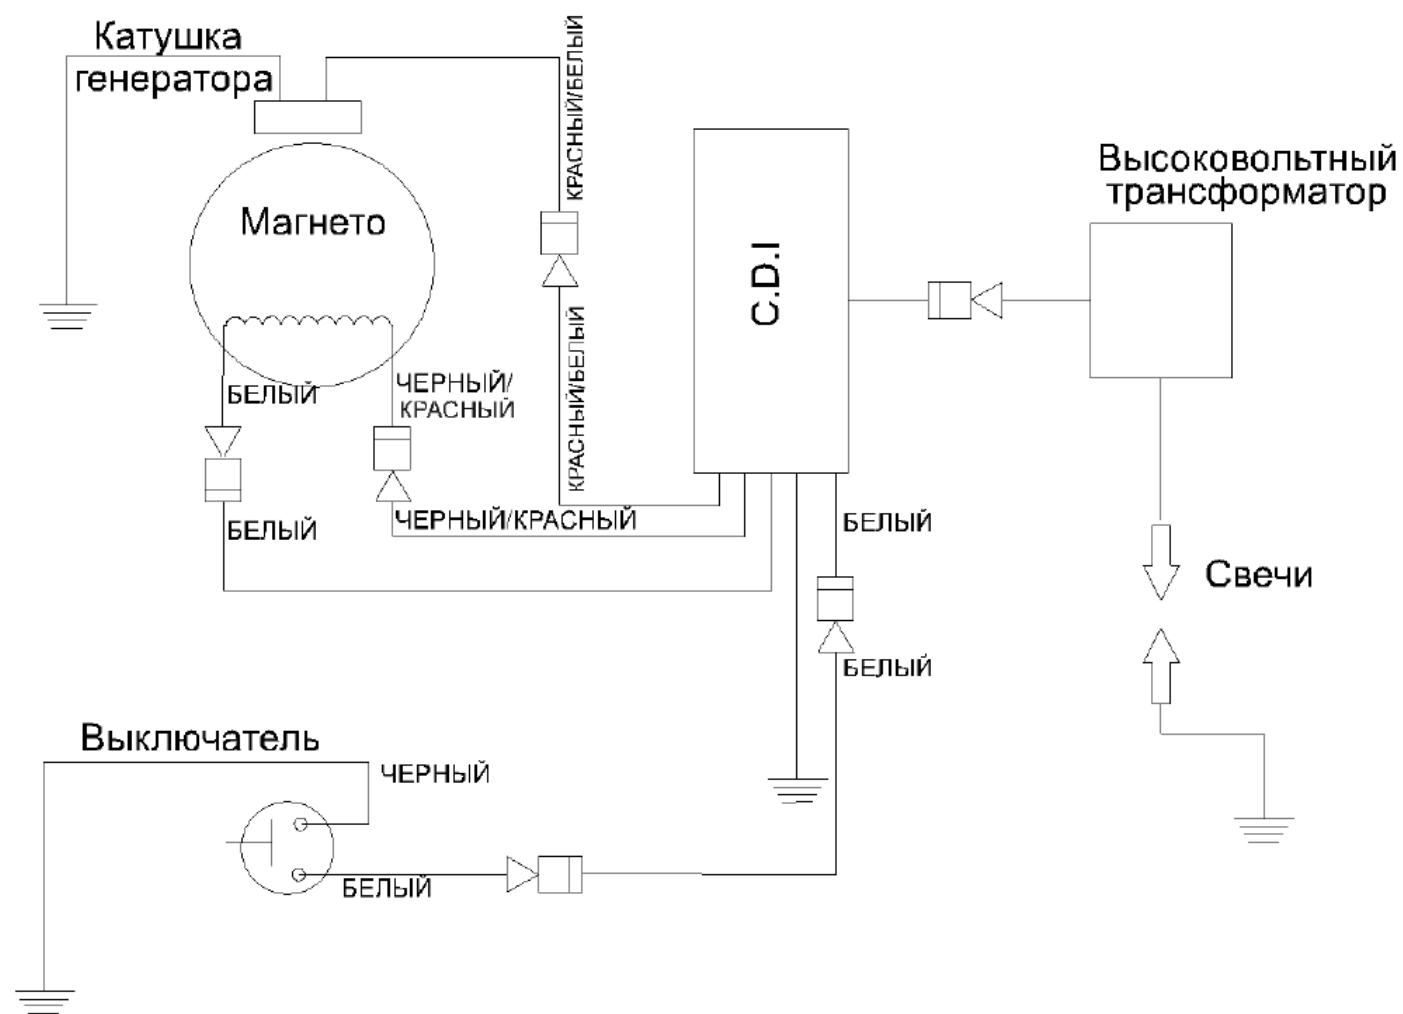 Катушка
генератора
КРАСНЫЙ/БЕЛЫЙ
Магнето
C.D.I
Высоковольтный
трансформатор
КРАСНЫЙ/БЕЛЫЙ
БЕЛЫЙ
ЧЕРНЫЙ/
КРАСНЫЙ
БЕЛЫЙ
ЧЕРНЫЙ/КРАСНЫЙ
БЕЛЫЙ
Свечи
БЕЛЫЙ
Выключатель
ЧЕРНЫЙ
БЕЛЫЙ